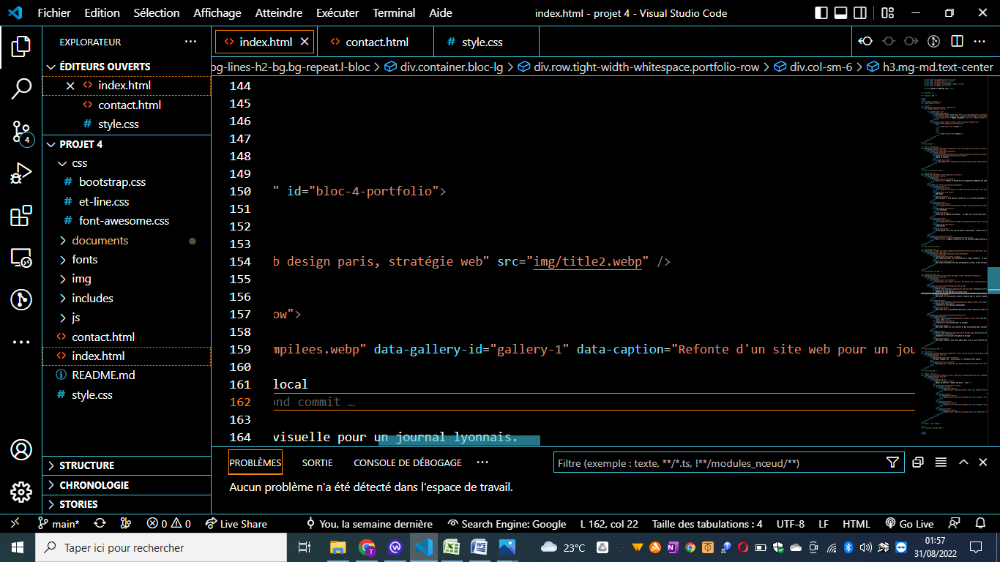 Fichier Edition Sélection Affichage Atteindre Exécuter Terminal Aide index.html - projet 4 - Visual Studio Code
EXPLORATEUR
ÉDITEURS OUVERTS
index.html
contact.html
style.css
PROJET 4
css
bootstrap.css
et-line.css
font-awesome.css
documents
fonts
img
includes
js
contact.html
index.html
README.md
style.css
STRUCTURE
CHRONOLOGIE
STORIES
4
index.html contact.html style.css
og-lines-h2-bg.bg-repeat.l-bloc > div.container.bloc-lg > div.row.tight-width-whitespace.portfolio-row > div.col-sm-6 > h3.mg-md.text-center
144
145
146
147
148
149
150 " id="bloc-4-portfolio">
151
152
153
154 b design paris, stratégie web" src="img/title2.webp" />
155
156
157 ow">
158
159 mpilees.webp" data-gallery-id="gallery-1" data-caption="Refonte d'un site web pour un jou
160
161 local
162 ond commit …
163
164 visuelle pour un journal lyonnais.
PROBLÈMES SORTIE CONSOLE DE DÉBOGAGE Filtre (exemple : texte, **/*.ts, !**/modules_nœud/**)
Aucun problème n'a été détecté dans l'espace de travail.
main* 0 0 Live Share You, la semaine dernière Search Engine: Google L 162, col 22 Taille des tabulations : 4 UTF-8 LF HTML Go Live
Taper ici pour rechercher 23°C 01:57
31/08/2022